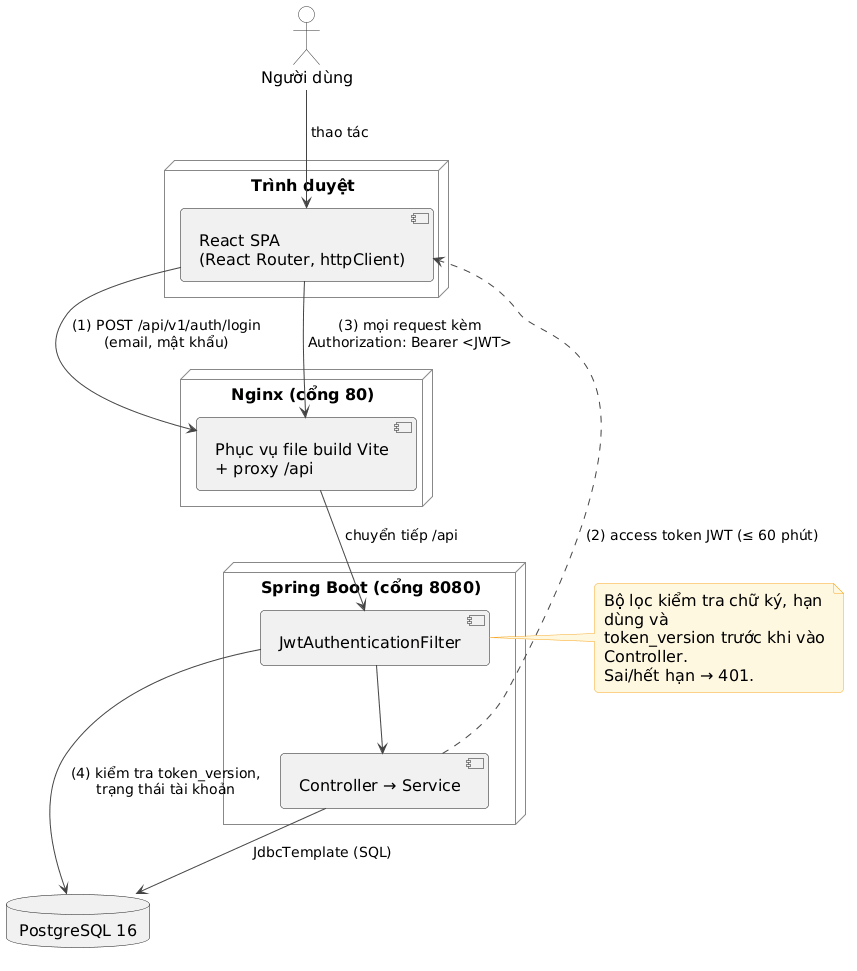 Người dùng
thao tác
Trình duyệt
React SPA
(React Router, httpClient)
(1) POST /api/v1/auth/login
(email, mật khẩu)
(3) mọi request kèm
Authorization: Bearer <JWT>
Nginx (cổng 80)
Phục vụ file build Vite
+ proxy /api
chuyển tiếp /api
(2) access token JWT (≤ 60 phút)
Spring Boot (cổng 8080)
JwtAuthenticationFilter
Bộ lọc kiểm tra chữ ký, hạn
dùng và
token_version trước khi vào
Controller.
Sai/hết hạn → 401.
(4) kiểm tra token_version,
trạng thái tài khoản
Controller → Service
JdbcTemplate (SQL)
PostgreSQL 16